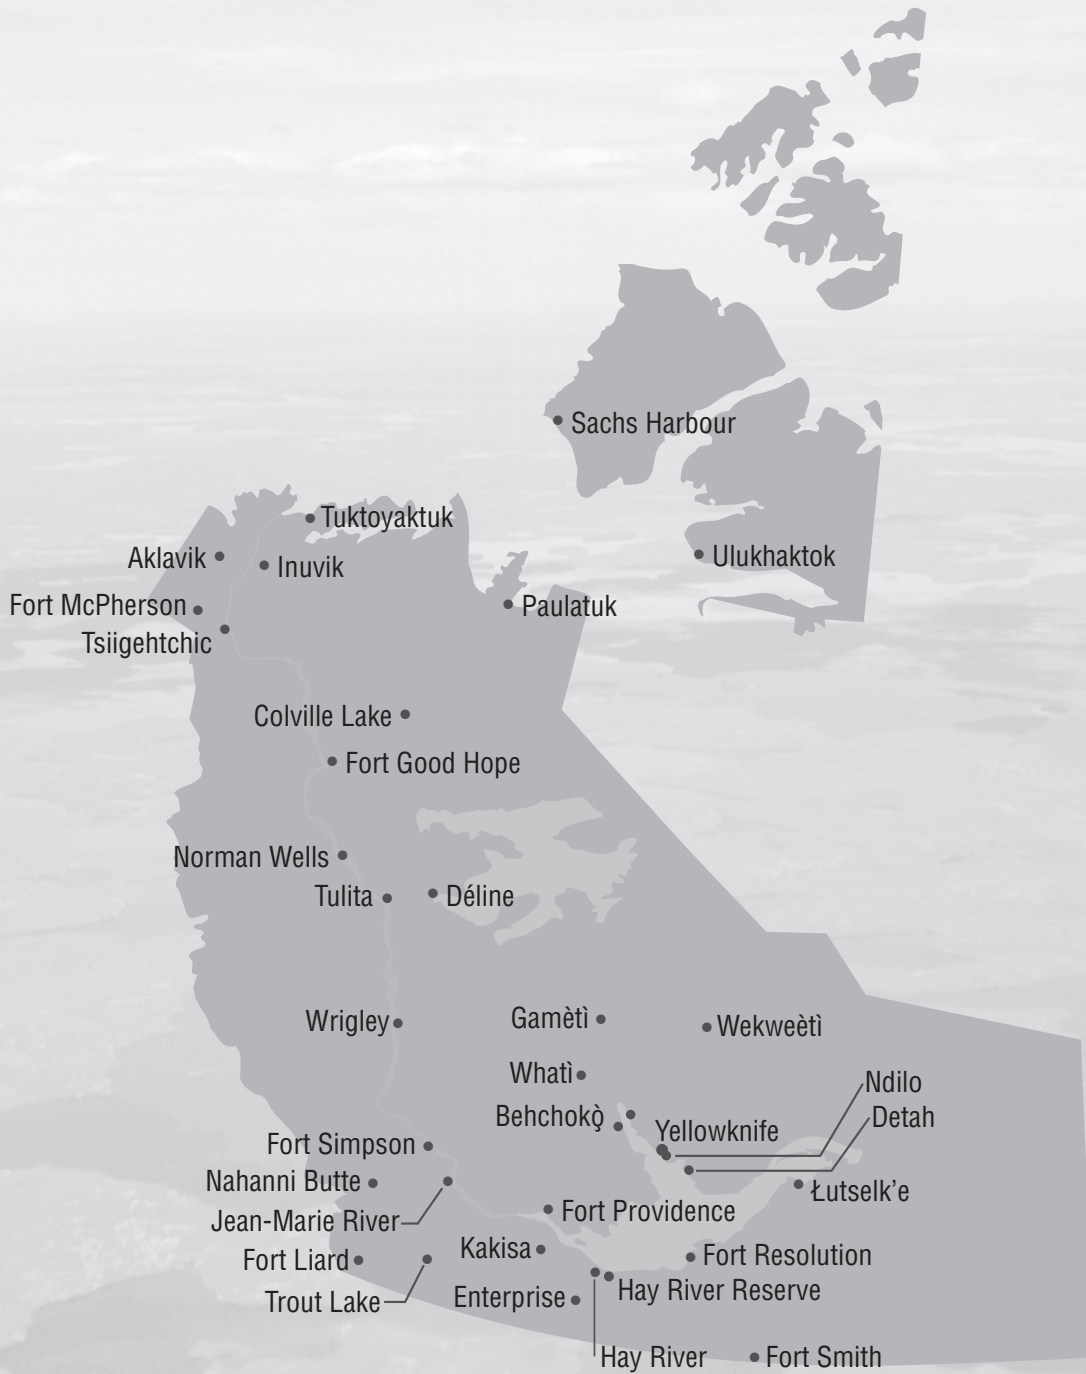 Sachs Harbour
Tuktoyaktuk
Aklavik
Inuvik
Ulukhaktok
Fort McPherson
Paulatuk
Tsiigehtchic
Colville Lake
Fort Good Hope
Norman Wells
Tulita
Déline
Wrigley
Gamètì
Wekweètì
Whatì
Ndilo
Behchokǫ̀
Detah
Yellowknife
Fort Simpson
Nahanni Butte
Łutselk’e
Jean-Marie River
Fort Providence
Kakisa
Fort Resolution
Fort Liard
Hay River Reserve
Trout Lake
Enterprise
Hay River
Fort Smith